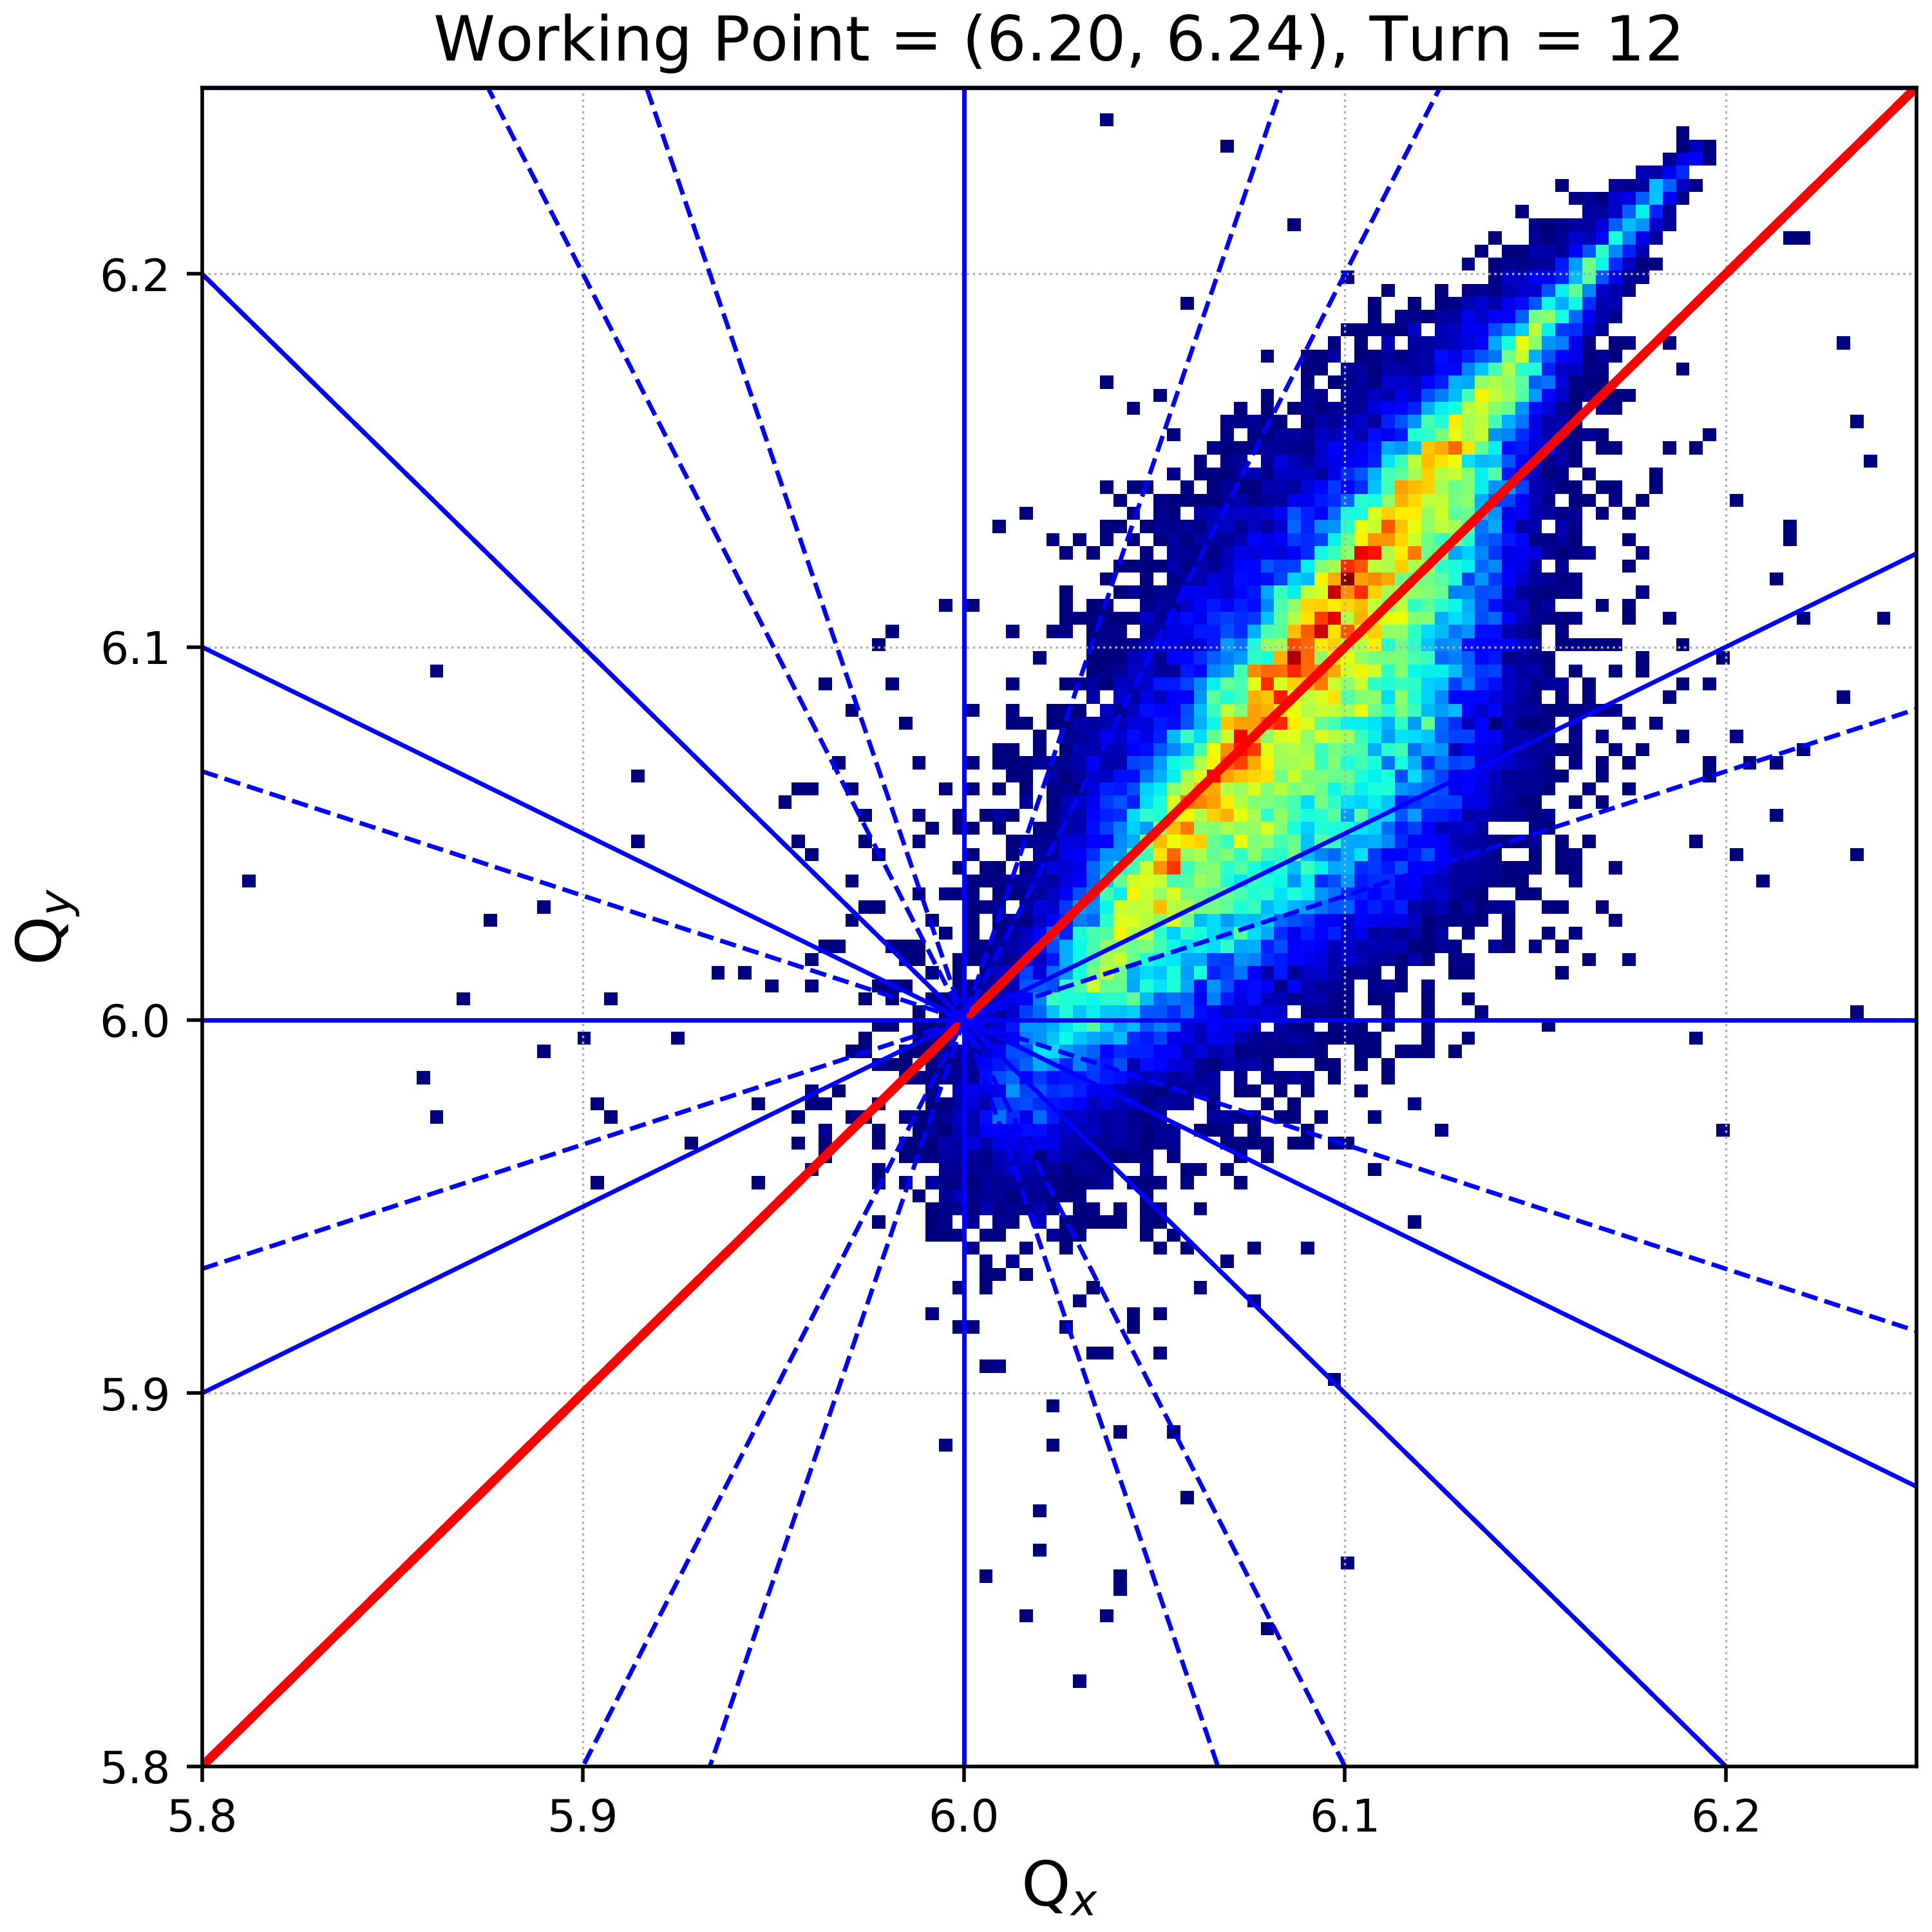 Working Point = (6.20, 6.24), Turn = 12
6.2
6.1
6.0
5.9
5.8
Qy
5.8 5.9 6.0 6.1 6.2
Qx